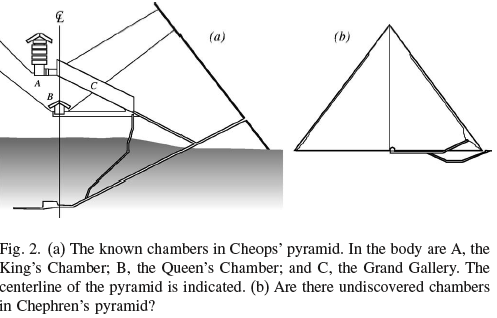 ℄
(a)
(b)
A
C
B
Fig. 2. (a) The known chambers in Cheops' pyramid. In the body are A, the
King's Chamber; B, the Queen's Chamber; and C, the Grand Gallery. The
centerline of the pyramid is indicated. (b) Are there undiscovered chambers
in Chephren's pyramid?